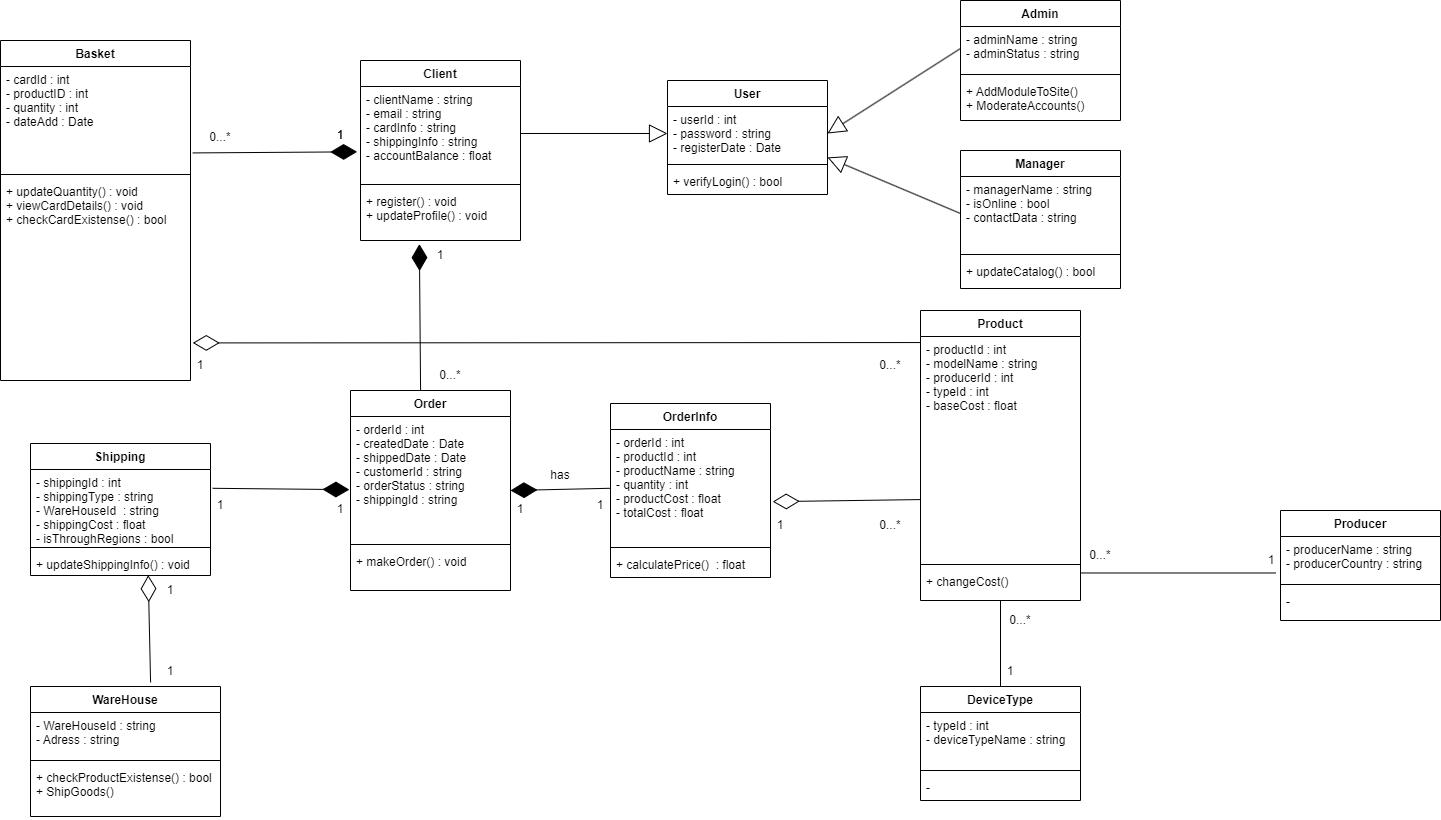 Basket
- cardId : int
- productID : int
- quantity : int
- dateAdd : Date
+ updateQuantity() : void
+ viewCardDetails() : void
+ checkCardExistense() : bool
0...*
1
Client
- clientName : string
- email : string
- cardInfo : string
- shippingInfo : string
- accountBalance : float
+ register() : void
+ updateProfile() : void
User
- userId : int
- password : string
- registerDate : Date
+ verifyLogin() : bool
Admin
- adminName : string
- adminStatus : string
+ AddModuleToSite()
+ ModerateAccounts()
Manager
- managerName : string
- isOnline : bool
- contactData : string
+ updateCatalog() : bool
1
0...*
1
0...*
Product
- productId : int
- modelName : string
- producerId : int
- typeId : int
- baseCost : float
+ changeCost()
Order
- orderId : int
- createdDate : Date
- shippedDate : Date
- customerId : string
- orderStatus : string
- shippingId : string
+ makeOrder() : void
has
1
1
OrderInfo
- orderId : int
- productId : int
- productName : string
- quantity : int
- productCost : float
- totalCost : float
+ calculatePrice() : float
1
0...*
Shipping
- shippingId : int
- shippingType : string
- WareHouseId : string
- shippingCost : float
- isThroughRegions : bool
+ updateShippingInfo() : void
1
1
1
1
WareHouse
- WareHouseId : string
- Adress : string
+ checkProductExistense() : bool
+ ShipGoods()
0...*
1
Producer
- producerName : string
- producerCountry : string
-
0...*
1
DeviceType
- typeId : int
- deviceTypeName : string
-